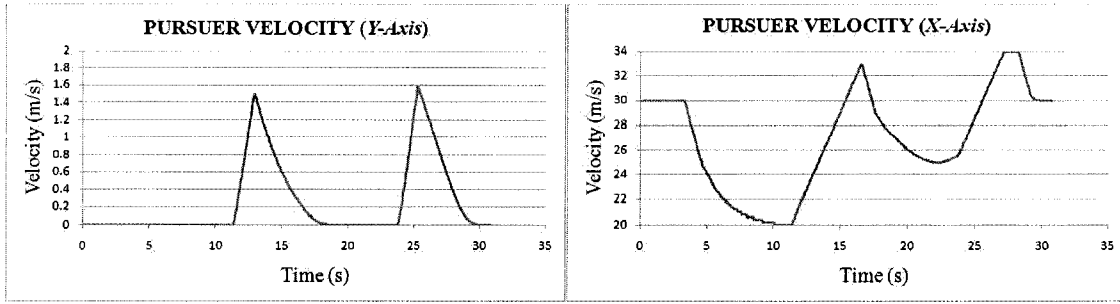 PURSUER VELOCITY (Y-Axis)
2
1.8
1.6
1.4
1.2
1
0.8
0.6
0.4
0.2
0
Velocity (m/s)
0 5 10 15 20 25 30 35
Time (s)
PURSUER VELOCITY (X-Axis)
34
32
30
28
26
24
22
20
Velocity (m/s)
0 5 10 15 20 25 30 35
Time (s)